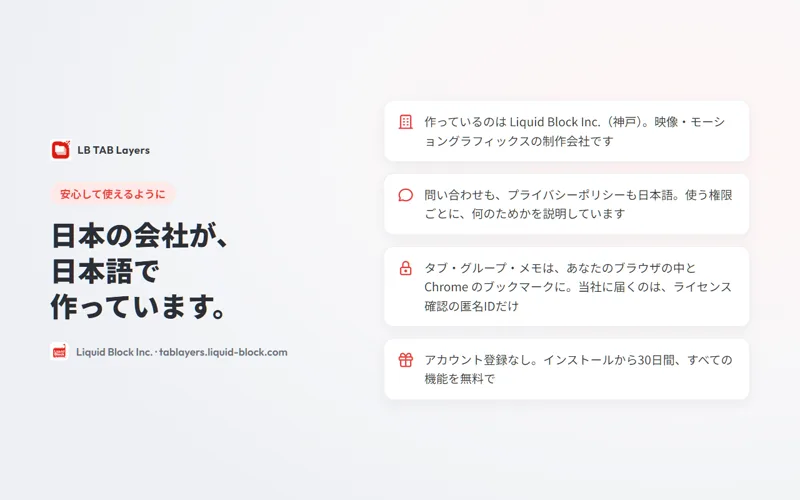 LB TAB Layers
安心して使えるように
日本の会社が、
日本語で
作っています。
Liquid Block Inc. · tablayers.liquid-block.com
作っているのは Liquid Block Inc.（神戸）。映像・モーシ
ョングラフィックスの制作会社です
問い合わせも、プライバシーポリシーも日本語。使う権限
ごとに、何のためかを説明しています
タブ・グループ・メモは、あなたのブラウザの中と
Chrome のブックマークに。当社に届くのは、ライセンス
確認の匿名IDだけ
アカウント登録なし。インストールから30日間、すべての
機能を無料で